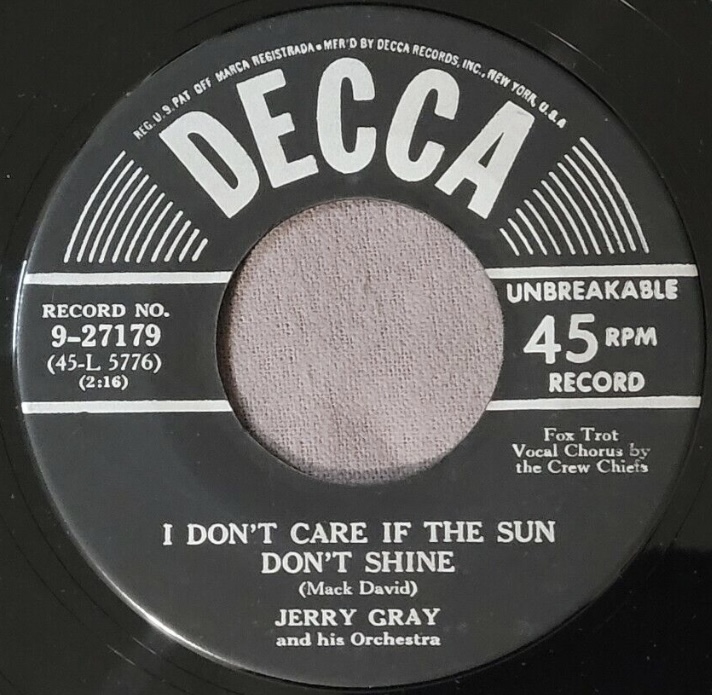 REG. U.S. PAT OFF MARCA REGISTRADA • MFR'D BY DECCA RECORDS, INC., NEW YORK, U.S.A
DECCA
RECORD NO.
9-27179
(45-L 5776)
(2:16)
UNBREAKABLE
45 RPM
RECORD
Fox Trot
Vocal Chorus by
the Crew Chiefs
I DON'T CARE IF THE SUN
DON'T SHINE
(Mack David)
JERRY GRAY
and his Orchestra